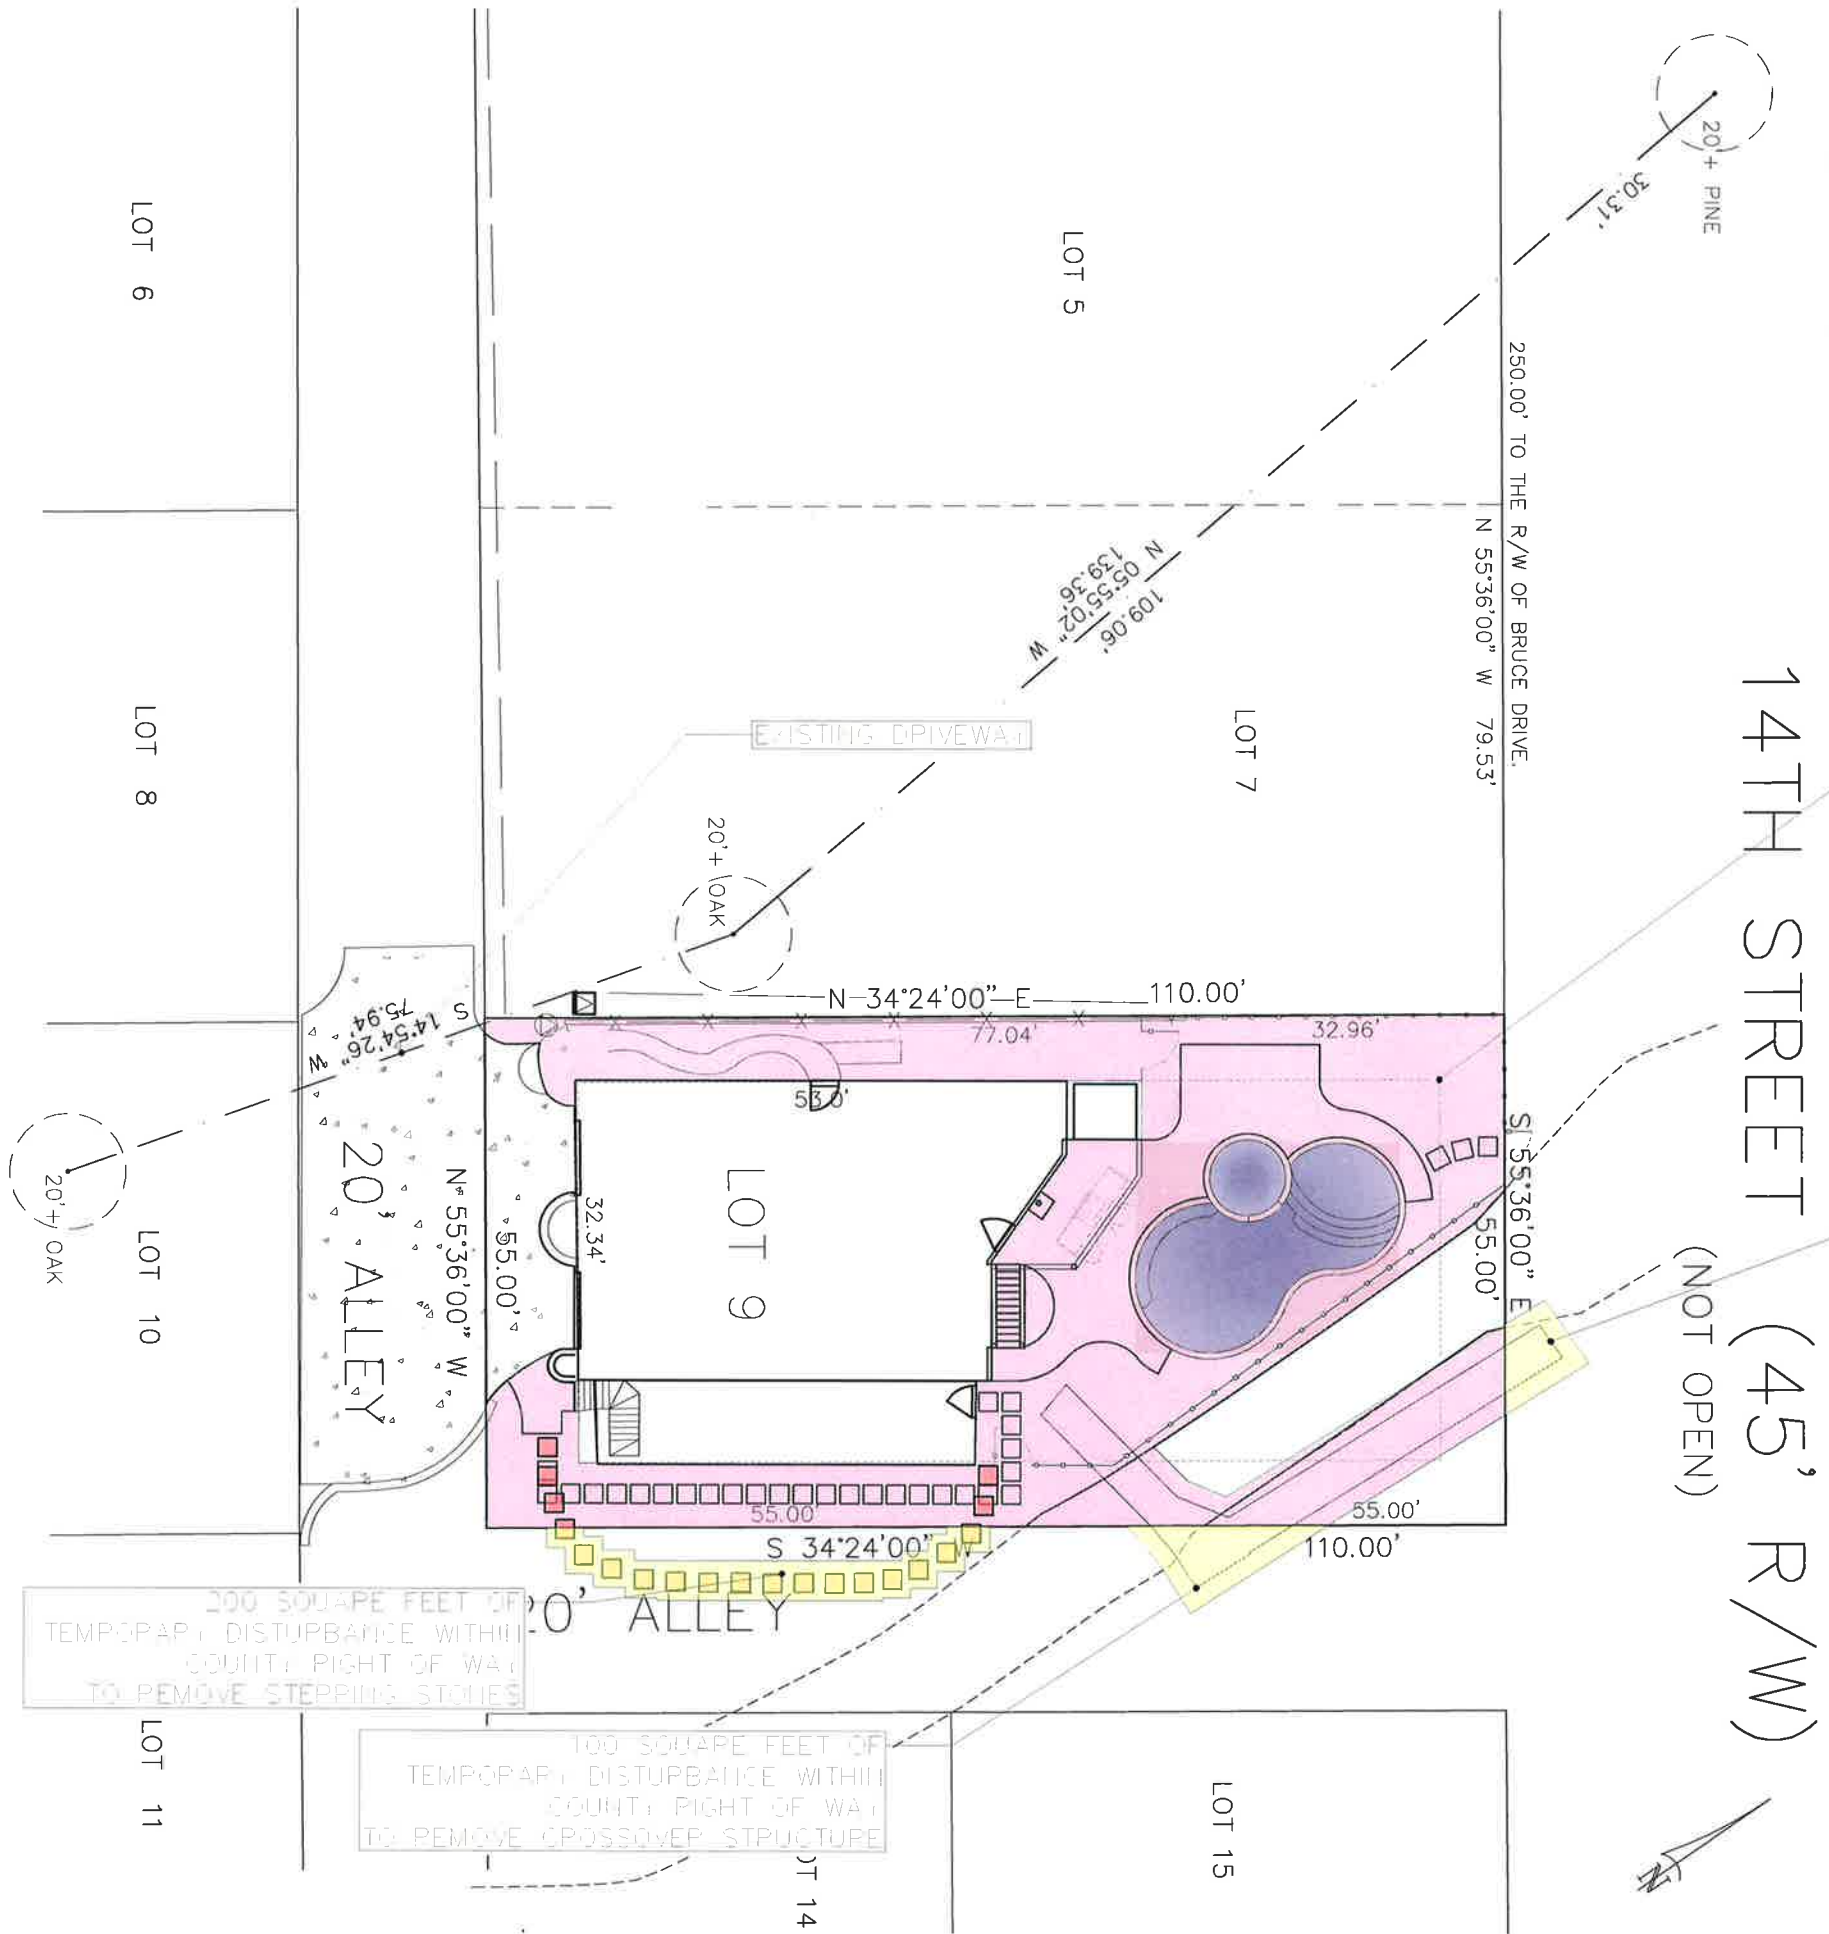 14TH STREET (45' R/W)
(NOT OPEN)
20'+ PINE
30.31'
250.00' TO THE R/W OF BRUCE DRIVE.
N 55°36'00" W 79.53'
LOT 5
LOT 6
LOT 7
LOT 8
109.06'
N 05°55'02" W
139.36'
EXISTING DRIVEWAY
20'+ OAK
N 34°24'00" E 110.00'
77.04'
32.96'
S 55°36'00" E
55.00'
53.0'
32.34'
LOT 9
S 14°54'26" W
75.94'
20' ALLEY
N 55°36'00" W
55.00'
20'+ OAK
LOT 10
55.00'
55.00'
S 34°24'00" W
110.00'
20' ALLEY
200 SQUARE FEET OF
TEMPORARY DISTURBANCE WITHIN
COUNTY RIGHT OF WAY
TO REMOVE STEPPING STONES
100 SQUARE FEET OF
TEMPORARY DISTURBANCE WITHIN
COUNTY RIGHT OF WAY
TO REMOVE CROSSOVER STRUCTURE
LOT 11
OT 14
LOT 15
N